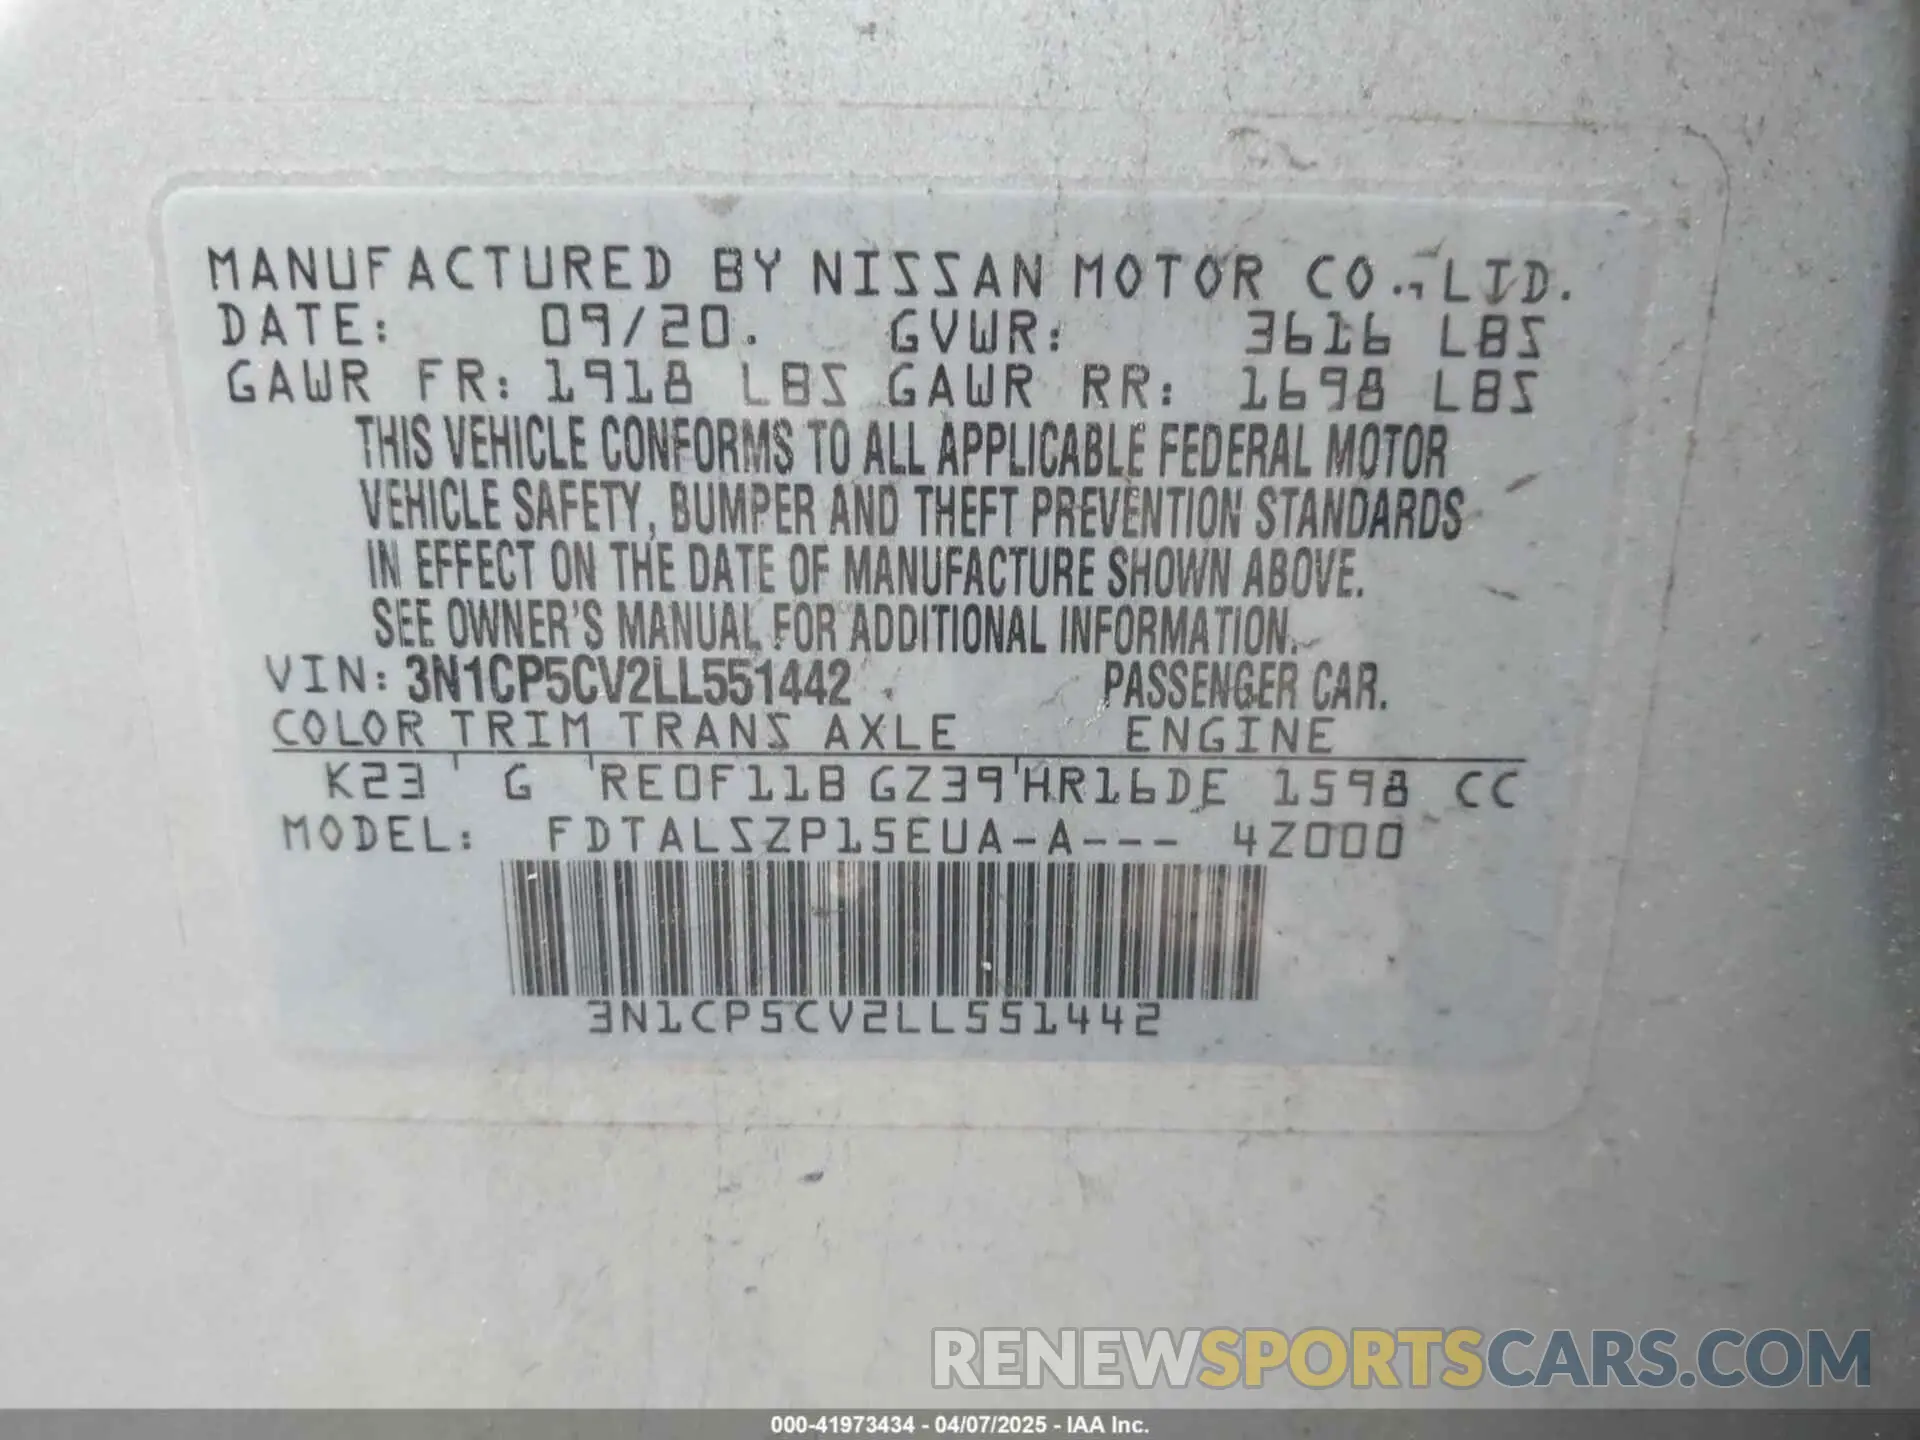 MANUFACTURED BY NISSAN MOTOR CO., LTD.
DATE: 09/20. GVWR: 3616 LBS
GAWR FR: 1918 LBS GAWR RR: 1698 LBS
THIS VEHICLE CONFORMS TO ALL APPLICABLE FEDERAL MOTOR
VEHICLE SAFETY, BUMPER AND THEFT PREVENTION STANDARDS
IN EFFECT ON THE DATE OF MANUFACTURE SHOWN ABOVE.
SEE OWNER'S MANUAL FOR ADDITIONAL INFORMATION.
VIN: 3N1CP5CV2LL551442 PASSENGER CAR.
COLOR TRIM TRANS AXLE ENGINE
K23 G RE0F11B GZ39 HR16DE 1598 CC
MODEL: FDTALSZP15EUA-A--- 4Z000
3N1CP5CV2LL551442
RENEWSPORTSCARS.COM
000-41973434 - 04/07/2025 - IAA Inc.